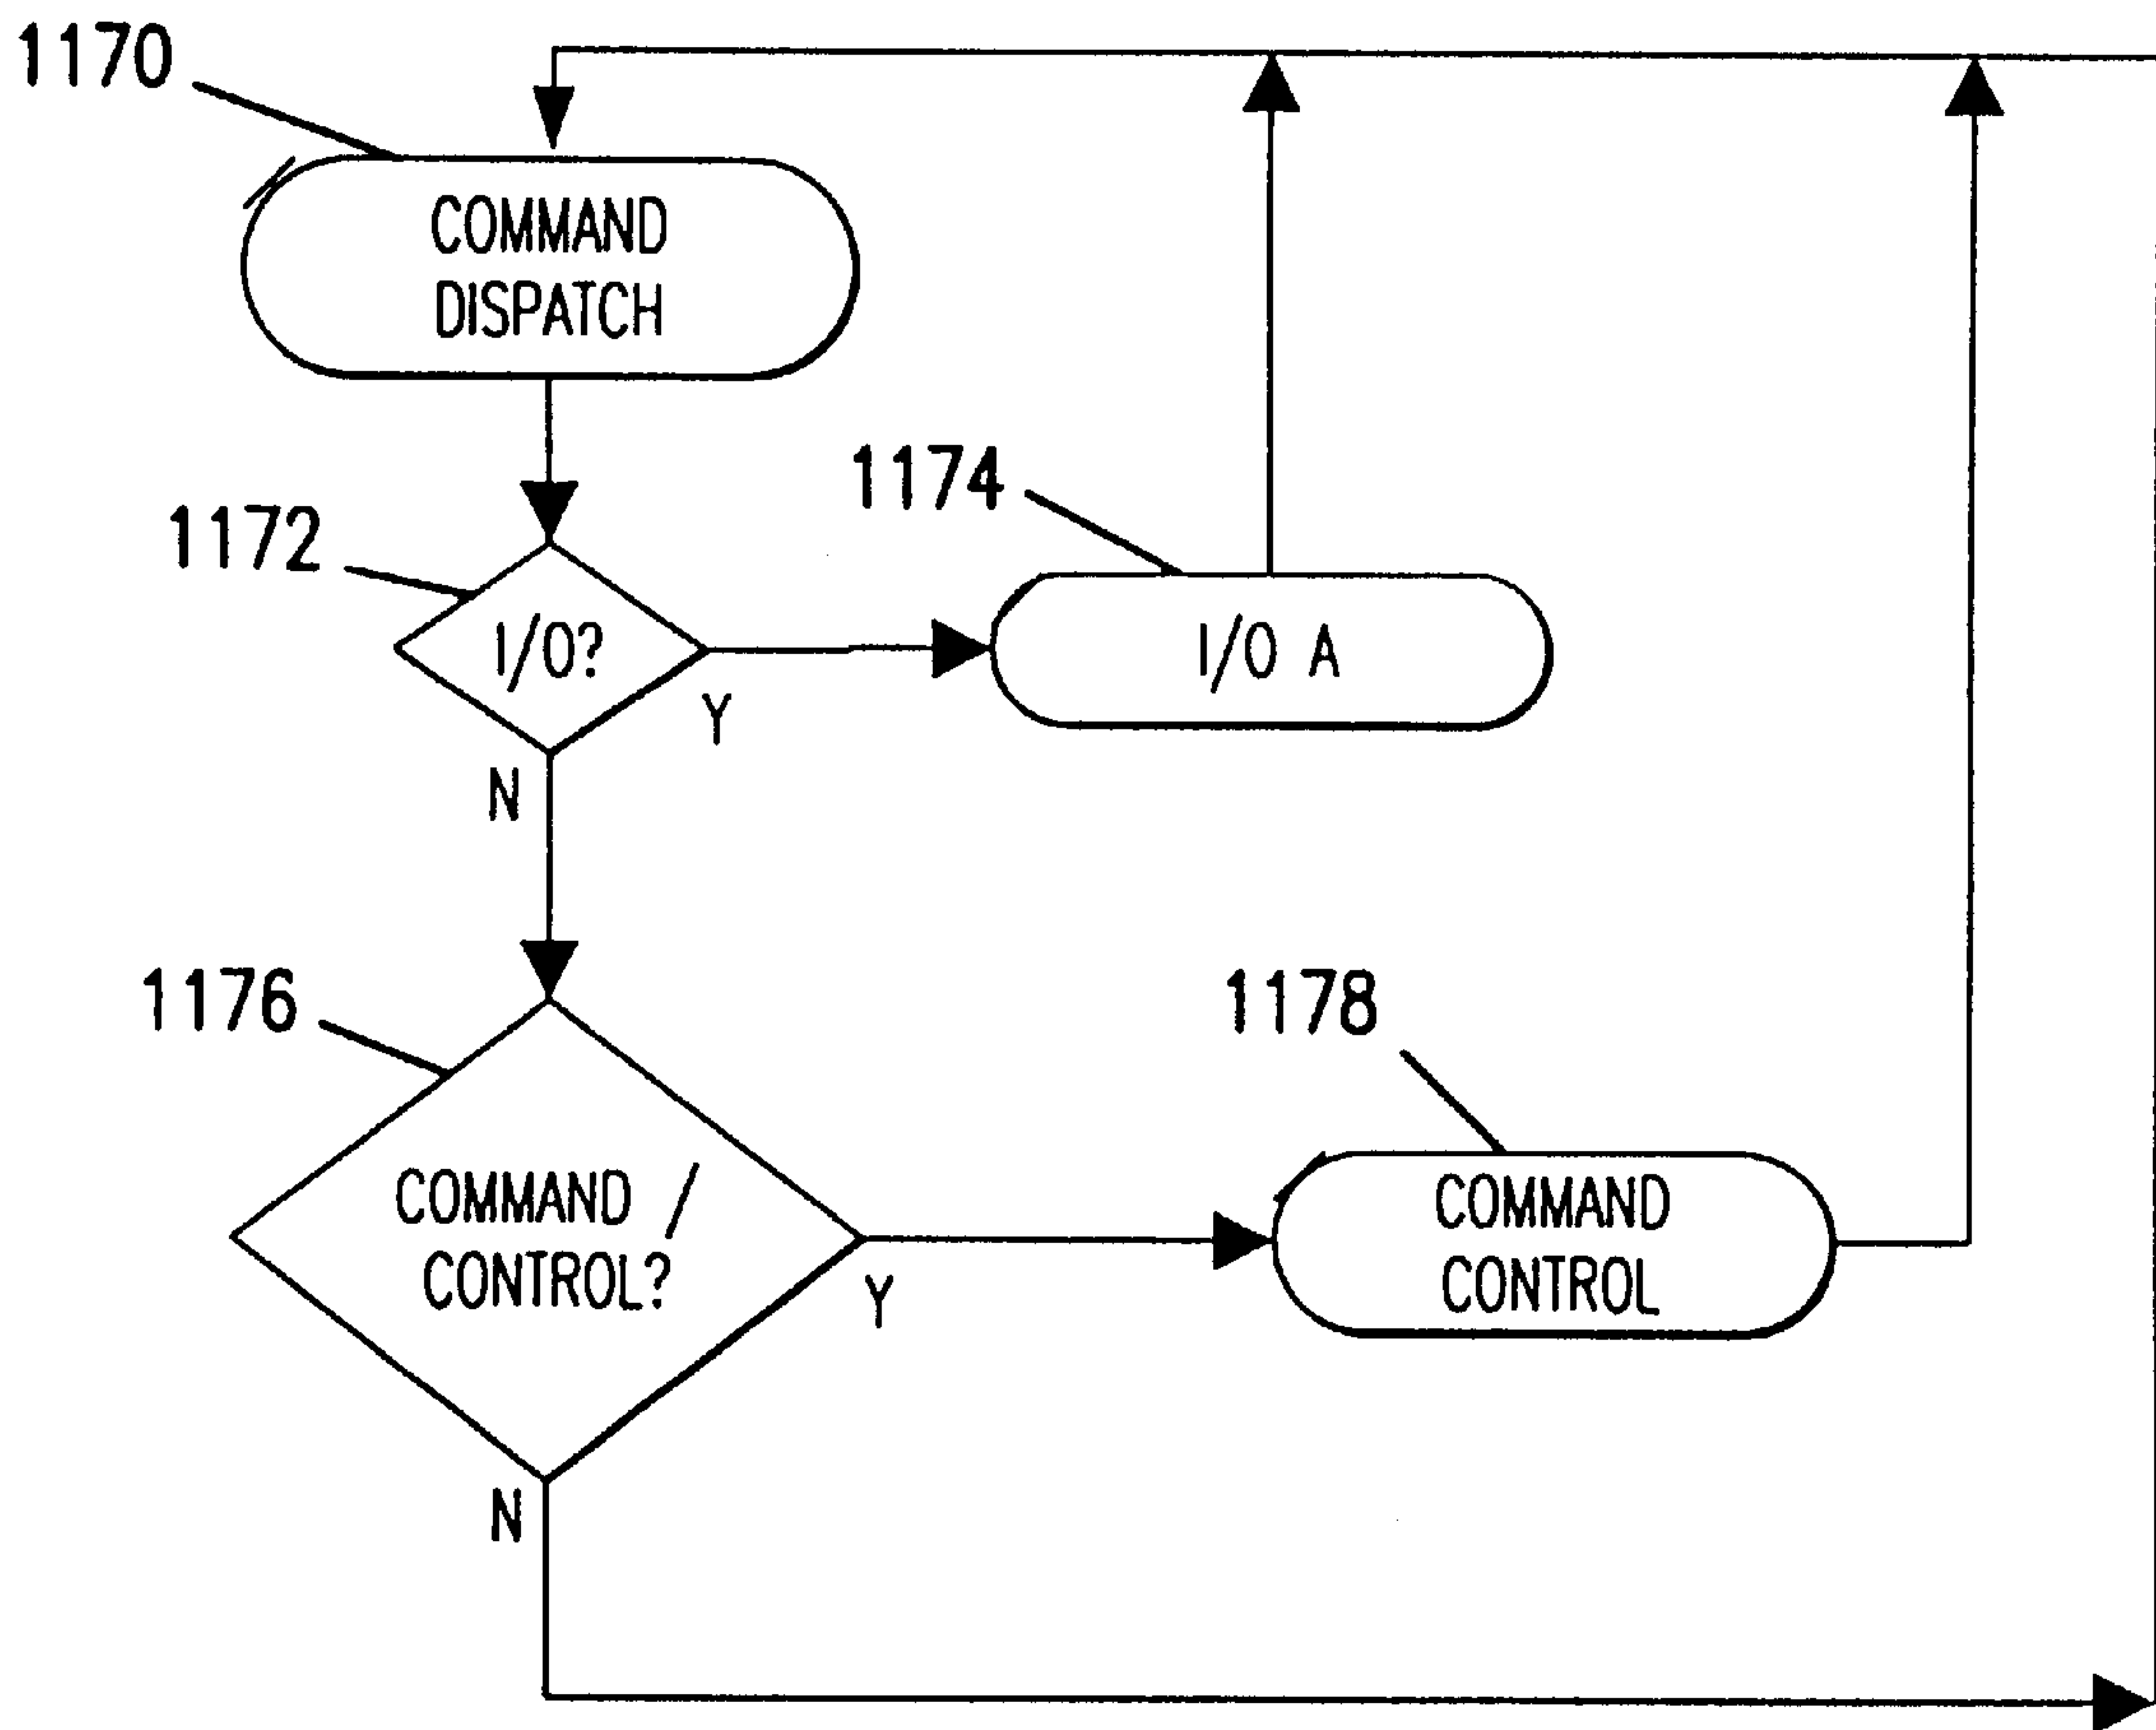 1170
COMMAND
DISPATCH
1172
I/O?
Y
N
1174
I/O A
1176
COMMAND /
CONTROL?
Y
N
1178
COMMAND
CONTROL